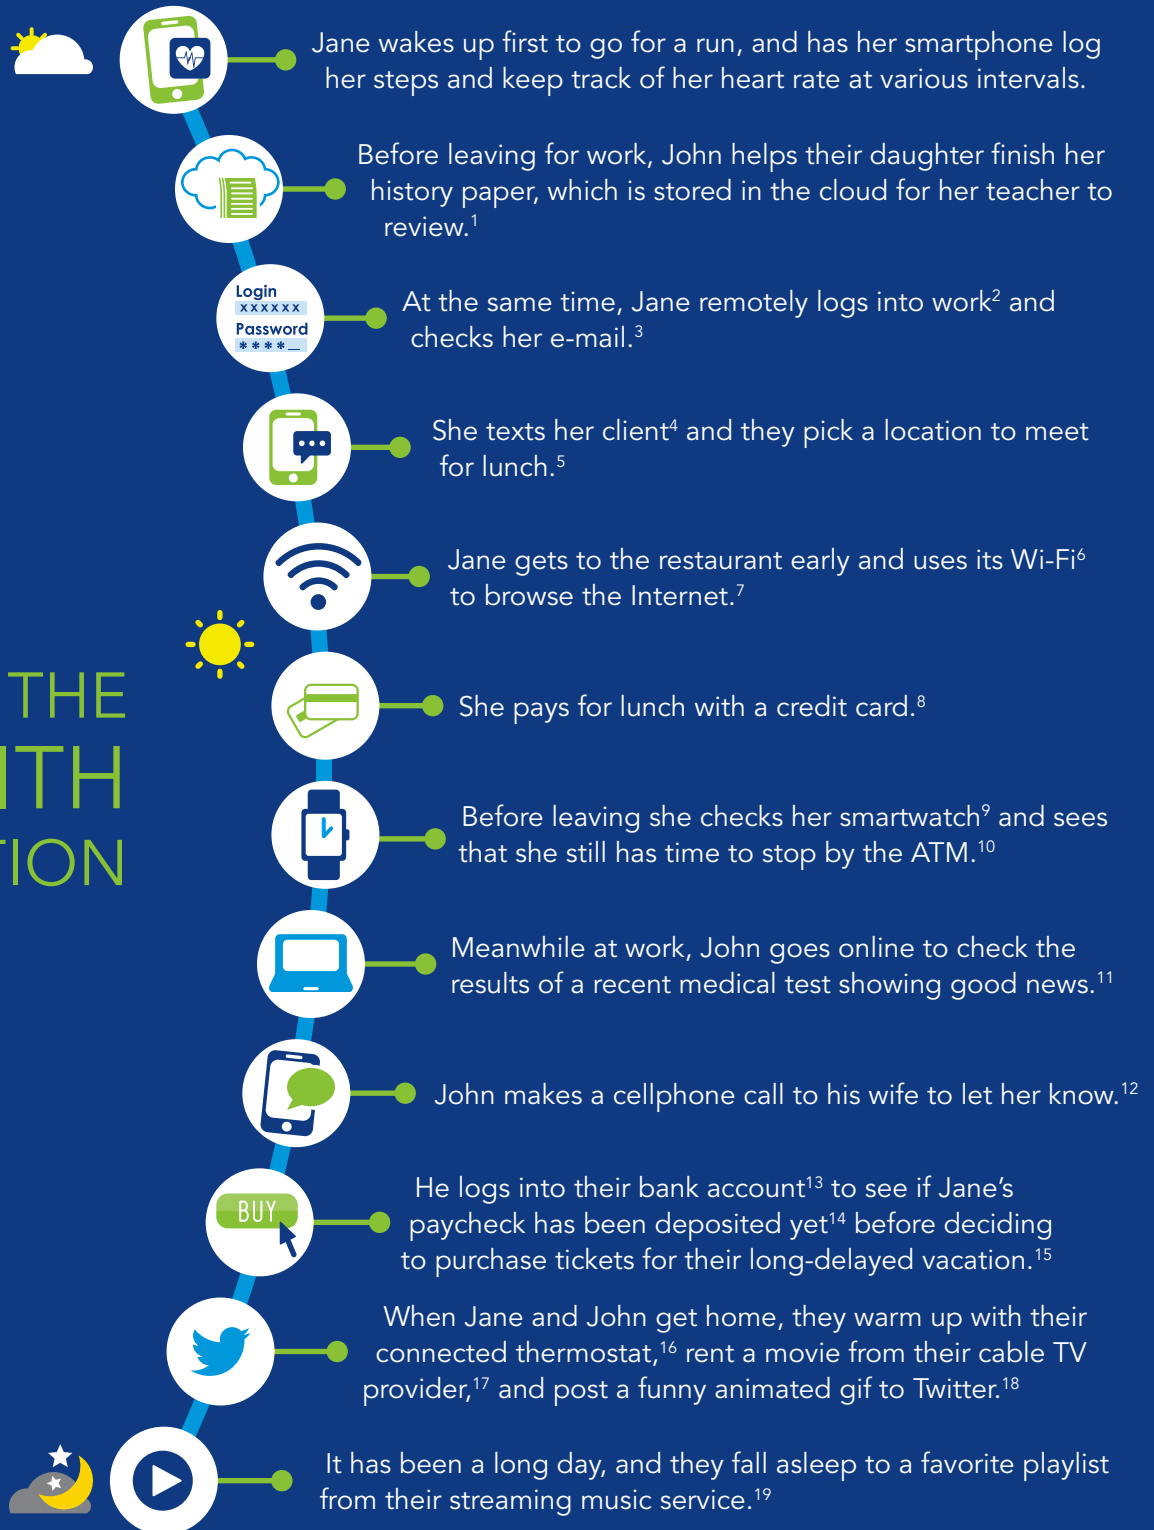 Jane wakes up first to go for a run, and has her smartphone log
her steps and keep track of her heart rate at various intervals.
Before leaving for work, John helps their daughter finish her
history paper, which is stored in the cloud for her teacher to
review.¹
Login
xxxxxx
Password
****_
At the same time, Jane remotely logs into work² and
checks her e-mail.³
She texts her client⁴ and they pick a location to meet
for lunch.⁵
Jane gets to the restaurant early and uses its Wi-Fi⁶
to browse the Internet.⁷
THE
ITH
TION
She pays for lunch with a credit card.⁸
Before leaving she checks her smartwatch⁹ and sees
that she still has time to stop by the ATM.¹⁰
Meanwhile at work, John goes online to check the
results of a recent medical test showing good news.¹¹
John makes a cellphone call to his wife to let her know.¹²
BUY
He logs into their bank account¹³ to see if Jane’s
paycheck has been deposited yet¹⁴ before deciding
to purchase tickets for their long-delayed vacation.¹⁵
When Jane and John get home, they warm up with their
connected thermostat,¹⁶ rent a movie from their cable TV
provider,¹⁷ and post a funny animated gif to Twitter.¹⁸
It has been a long day, and they fall asleep to a favorite playlist
from their streaming music service.¹⁹